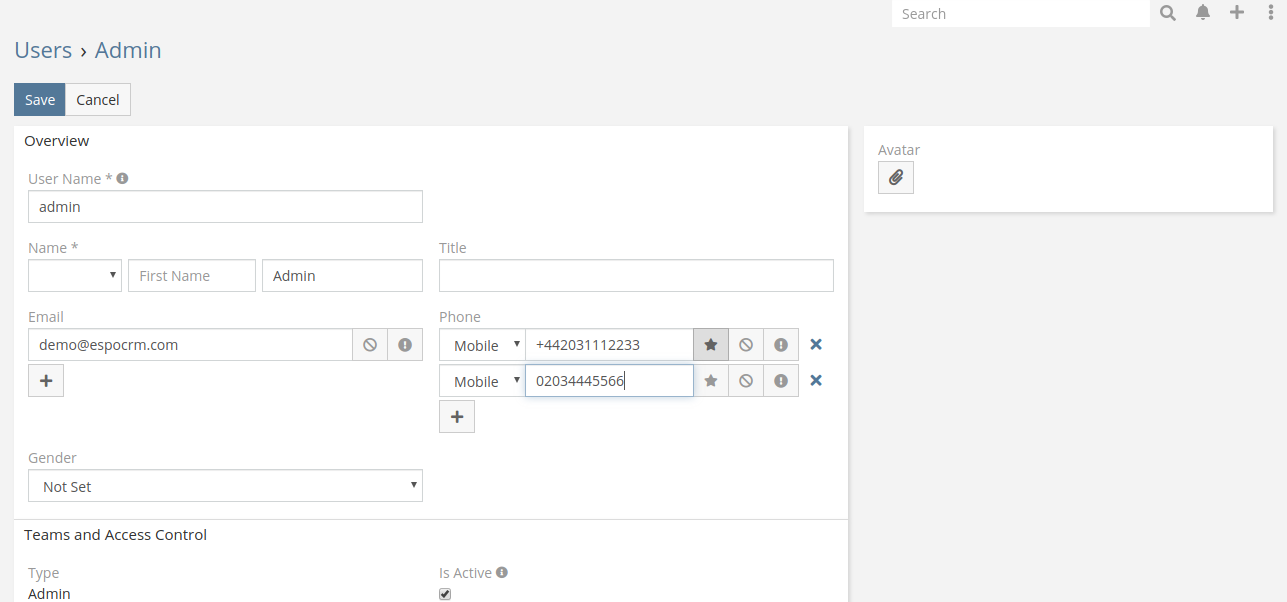 Search
Users › Admin
Save Cancel
Overview
User Name *
admin
Name * Title
First Name Admin
Email Phone
demo@espocrm.com Mobile +442031112233
Mobile 02034445566
Gender
Not Set
Teams and Access Control
Type Is Active
Admin
Avatar